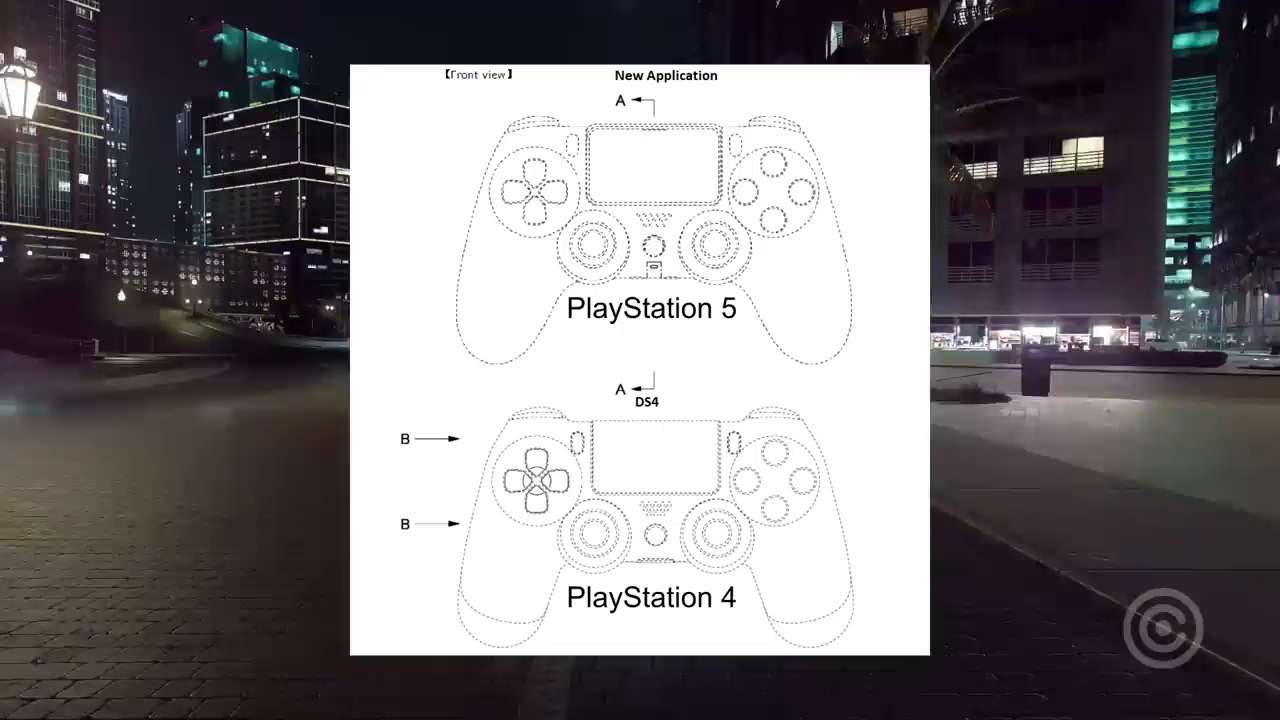 【Front view】
New Application
A
PlayStation 5
A
DS4
B
B
PlayStation 4